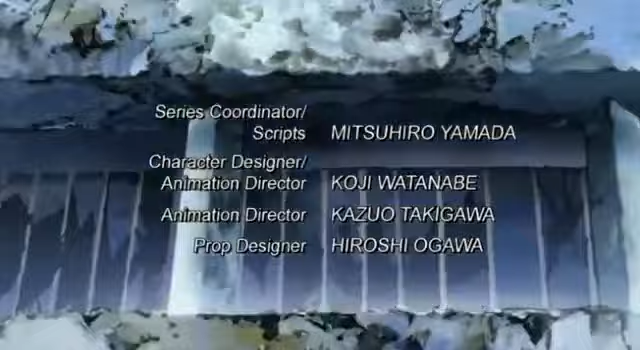 Series Coordinator/
Scripts MITSUHIRO YAMADA
Character Designer/
Animation Director KOJI WATANABE
Animation Director KAZUO TAKIGAWA
Prop Designer HIROSHI OGAWA